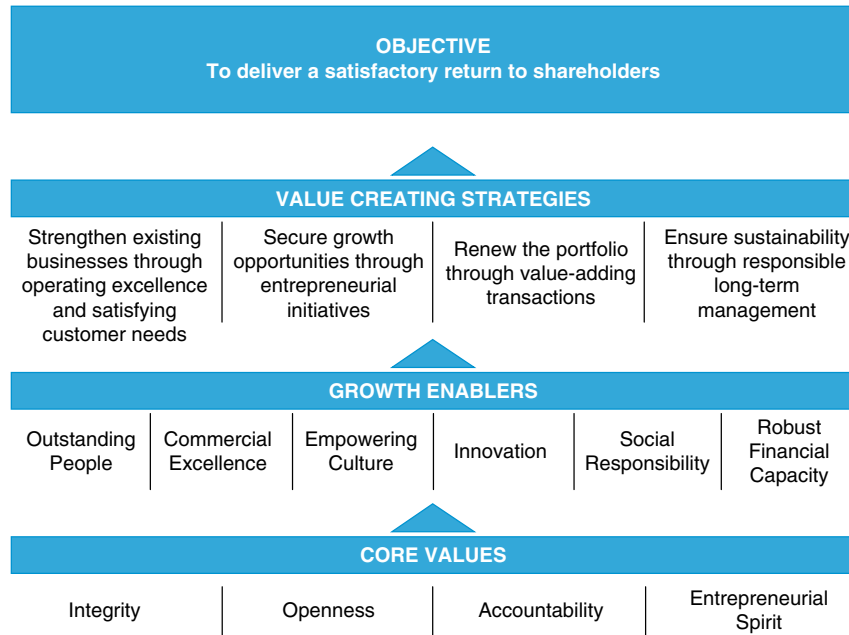 OBJECTIVE
To deliver a satisfactory return to shareholders
VALUE CREATING STRATEGIES
Strengthen existing
businesses through
operating excellence
and satisfying
customer needs
Secure growth
opportunities through
entrepreneurial
initiatives
Renew the portfolio
through value-adding
transactions
Ensure sustainability
through responsible
long-term
management
GROWTH ENABLERS
Outstanding
People
Commercial
Excellence
Empowering
Culture
Innovation
Social
Responsibility
Robust
Financial
Capacity
CORE VALUES
Integrity
Openness
Accountability
Entrepreneurial
Spirit